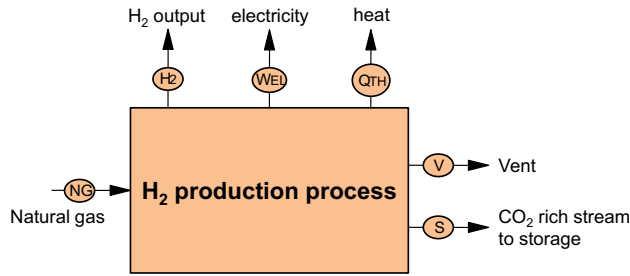 H₂ output electricity heat
H2 WEL QTH
H₂ production process
NG
Natural gas
V Vent
S CO₂ rich stream
to storage